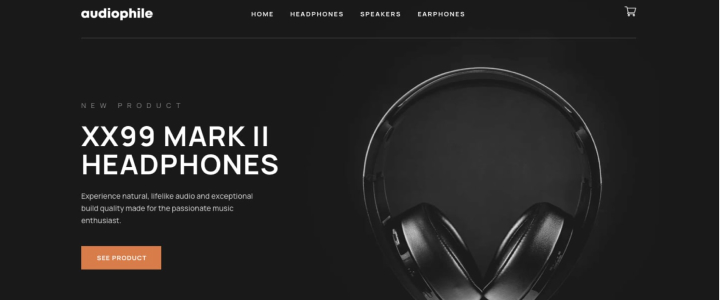 audiophile
HOME HEADPHONES SPEAKERS EARPHONES
NEW PRODUCT
XX99 MARK II
HEADPHONES
Experience natural, lifelike audio and exceptional
build quality made for the passionate music
enthusiast.
SEE PRODUCT